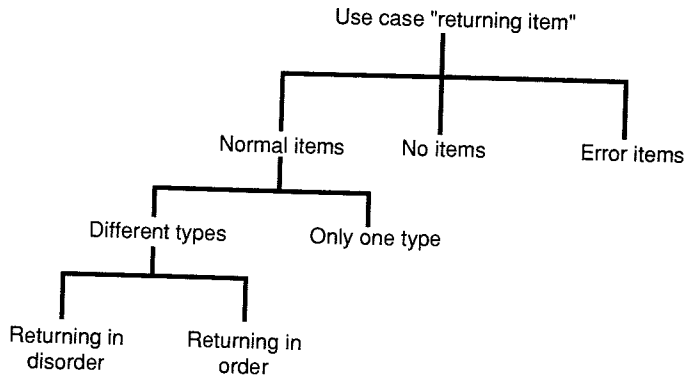 Use case "returning item"
Normal items
No items
Error items
Different types
Only one type
Returning in
disorder
Returning in
order